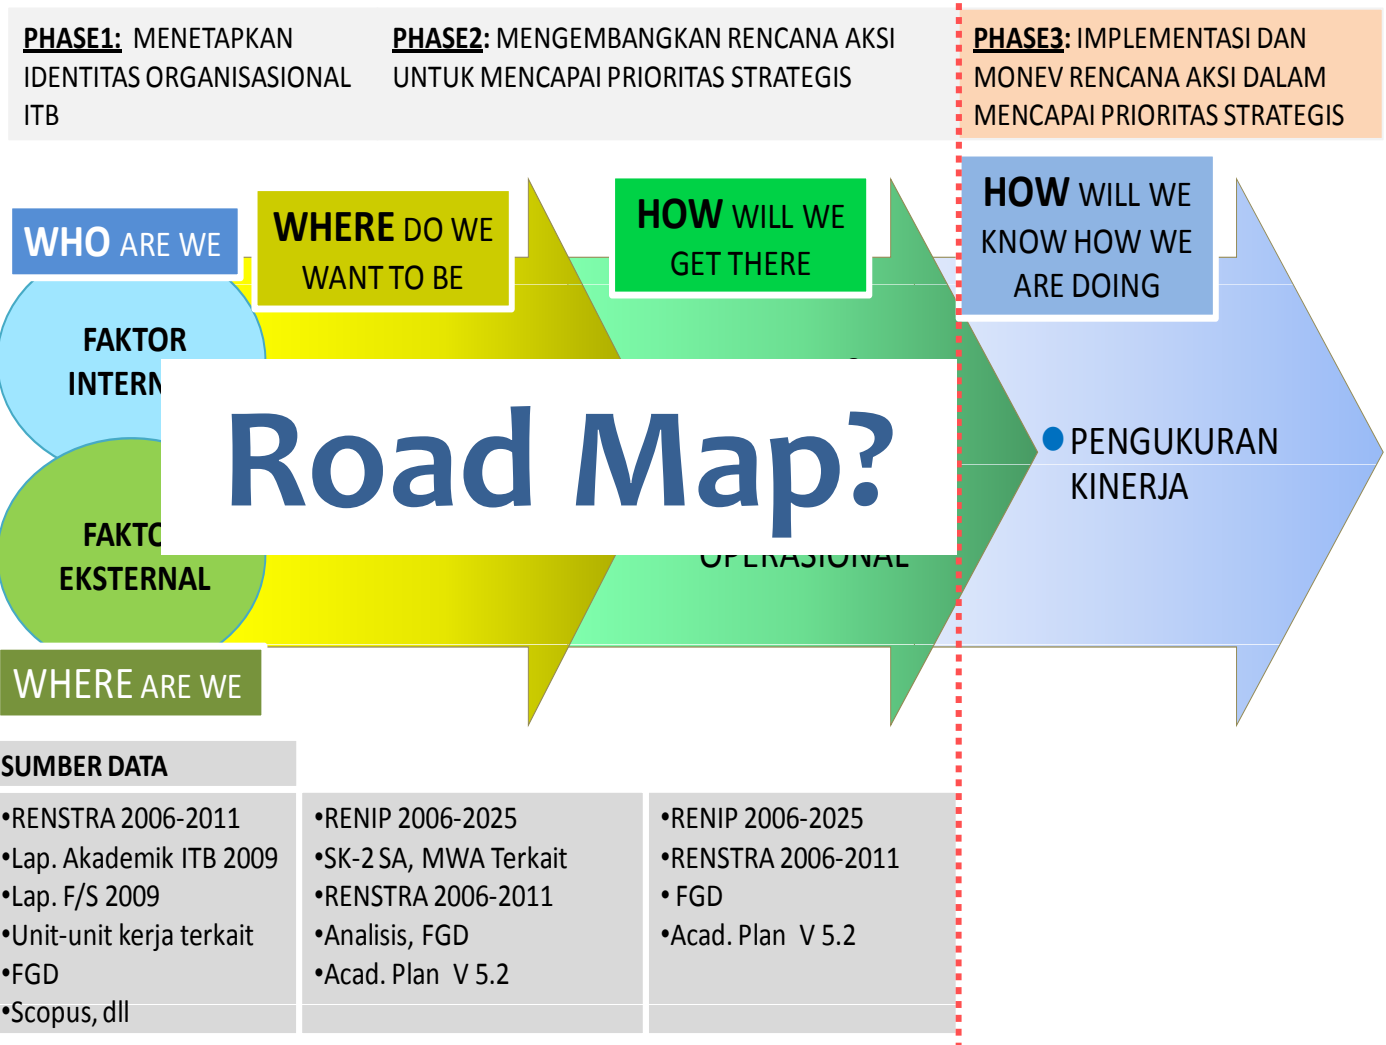 PHASE1: MENETAPKAN
IDENTITAS ORGANISASIONAL
ITB
PHASE2: MENGEMBANGKAN RENCANA AKSI
UNTUK MENCAPAI PRIORITAS STRATEGIS
PHASE3: IMPLEMENTASI DAN
MONEV RENCANA AKSI DALAM
MENCAPAI PRIORITAS STRATEGIS
WHO ARE WE
WHERE DO WE
WANT TO BE
HOW WILL WE
GET THERE
HOW WILL WE
KNOW HOW WE
ARE DOING
FAKTOR
INTERN
FAKTO
EKSTERNAL
Road Map?
OPERASIONAL
•PENGUKURAN
KINERJA
WHERE ARE WE
SUMBER DATA
•RENSTRA 2006-2011
•Lap. Akademik ITB 2009
•Lap. F/S 2009
•Unit-unit kerja terkait
•FGD
•Scopus, dll
•RENIP 2006-2025
•SK-2 SA, MWA Terkait
•RENSTRA 2006-2011
•Analisis, FGD
•Acad. Plan V 5.2
•RENIP 2006-2025
•RENSTRA 2006-2011
• FGD
•Acad. Plan V 5.2